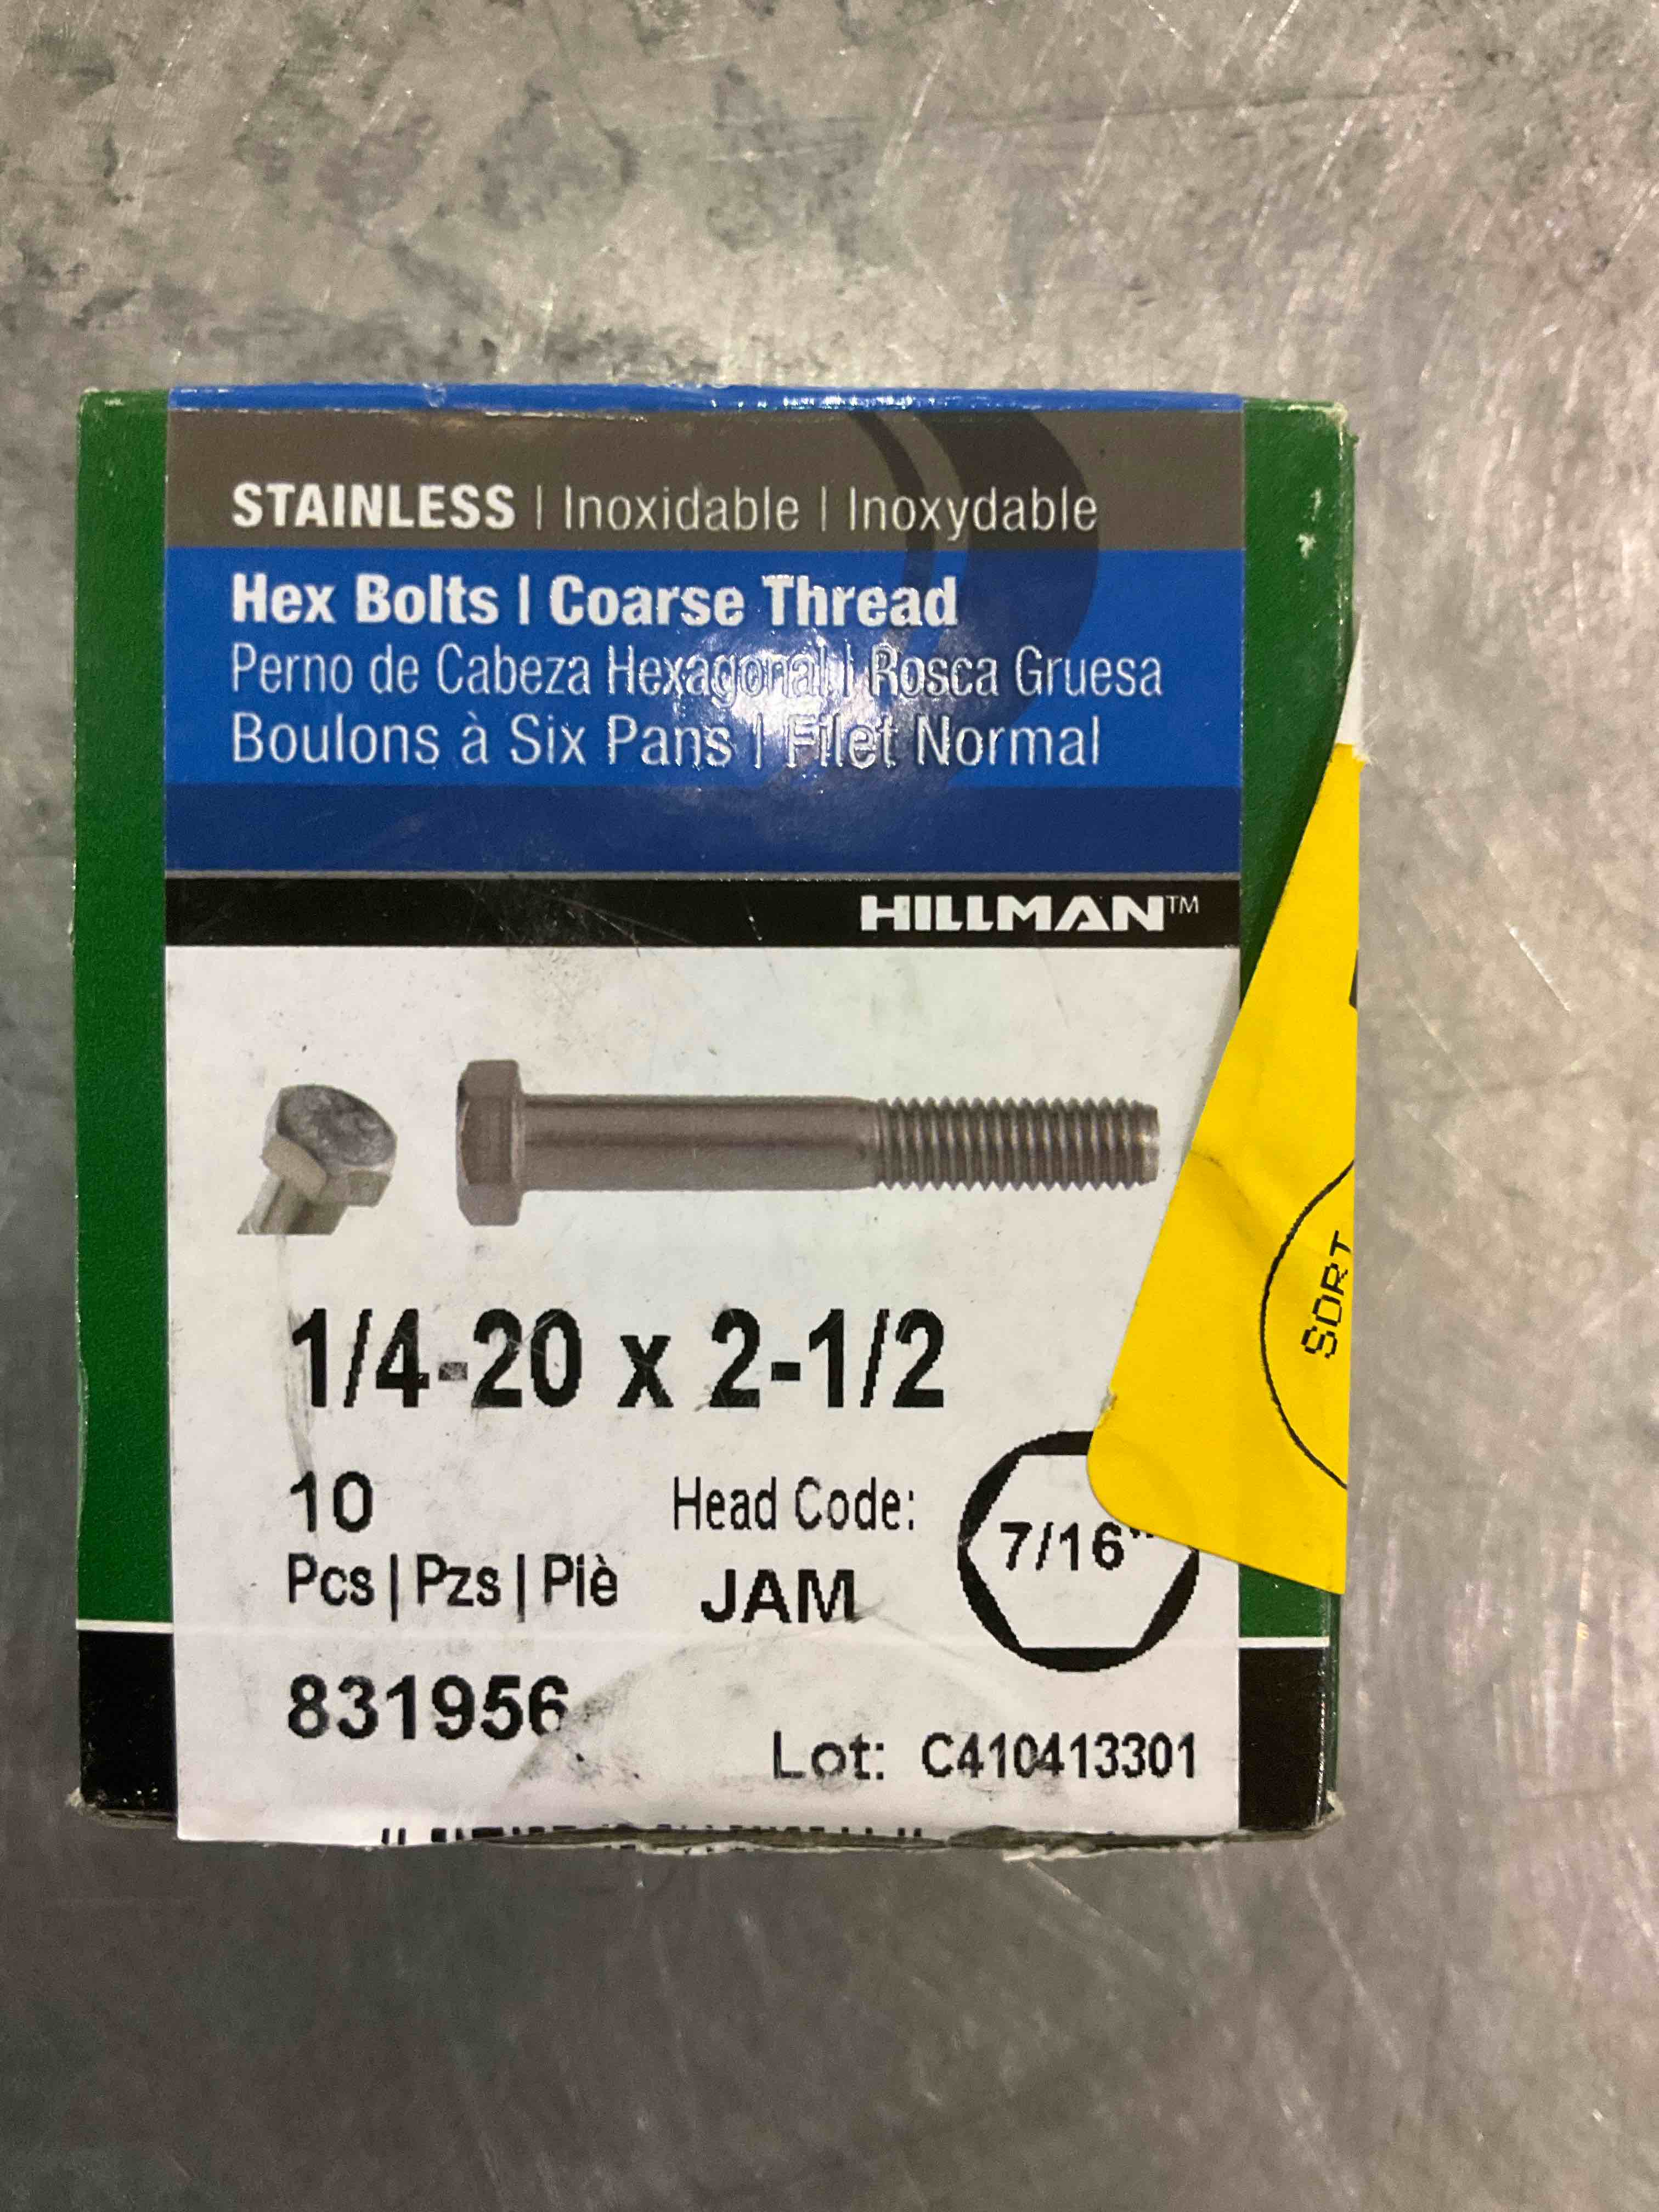 STAINLESS | Inoxidable | Inoxydable
Hex Bolts | Coarse Thread
Perno de Cabeza Hexagonal | Rosca Gruesa
Boulons à Six Pans | Filet Normal
HILLMAN™
1/4-20 x 2-1/2
10
Pcs | Pzs | Piè
Head Code:
JAM
7/16"
SORT
831956
Lot: C410413301